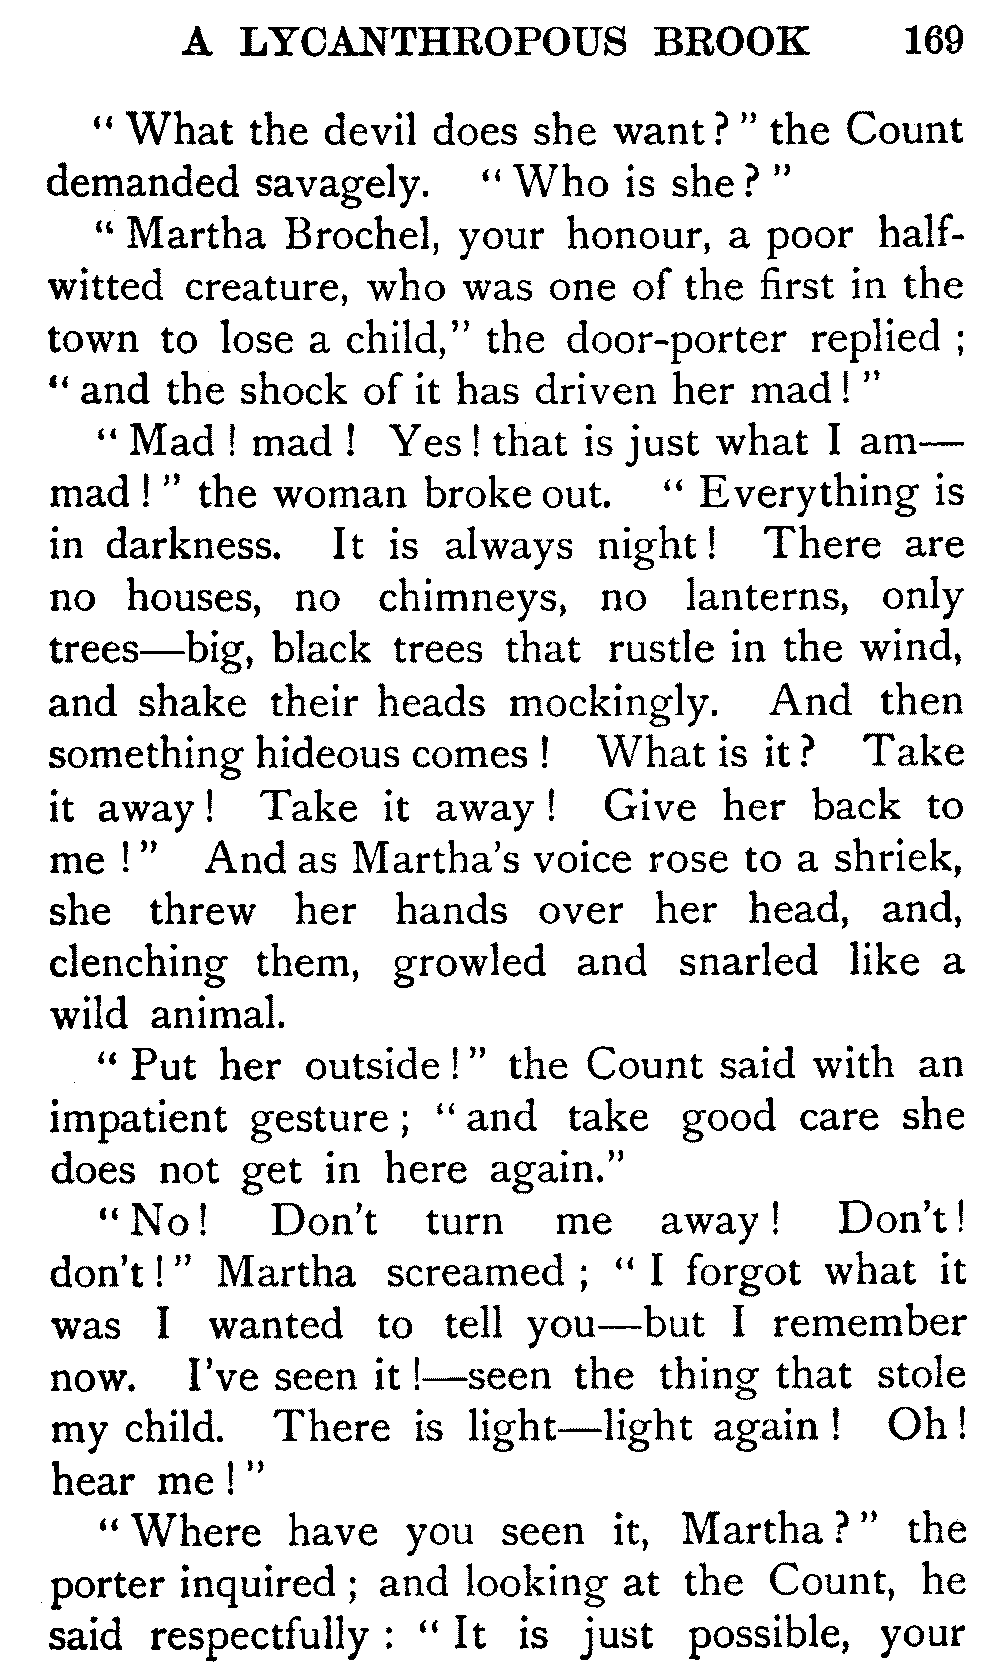 A LYCANTHROPOUS BROOK 169
“ What the devil does she want ? ” the Count
demanded savagely. “ Who is she ? ”
“ Martha Brochel, your honour, a poor half-
witted creature, who was one of the first in the
town to lose a child,” the door-porter replied ;
“ and the shock of it has driven her mad ! ”
“ Mad ! mad ! Yes ! that is just what I am—
mad ! ” the woman broke out. “ Everything is
in darkness. It is always night ! There are
no houses, no chimneys, no lanterns, only
trees—big, black trees that rustle in the wind,
and shake their heads mockingly. And then
something hideous comes ! What is it ? Take
it away ! Take it away ! Give her back to
me ! ” And as Martha's voice rose to a shriek,
she threw her hands over her head, and,
clenching them, growled and snarled like a
wild animal.
“ Put her outside ! ” the Count said with an
impatient gesture ; “ and take good care she
does not get in here again.”
“ No ! Don't turn me away ! Don't !
don't ! ” Martha screamed ; “ I forgot what it
was I wanted to tell you—but I remember
now. I've seen it !—seen the thing that stole
my child. There is light—light again ! Oh !
hear me ! ”
“ Where have you seen it, Martha ? ” the
porter inquired ; and looking at the Count, he
said respectfully : “ It is just possible, your